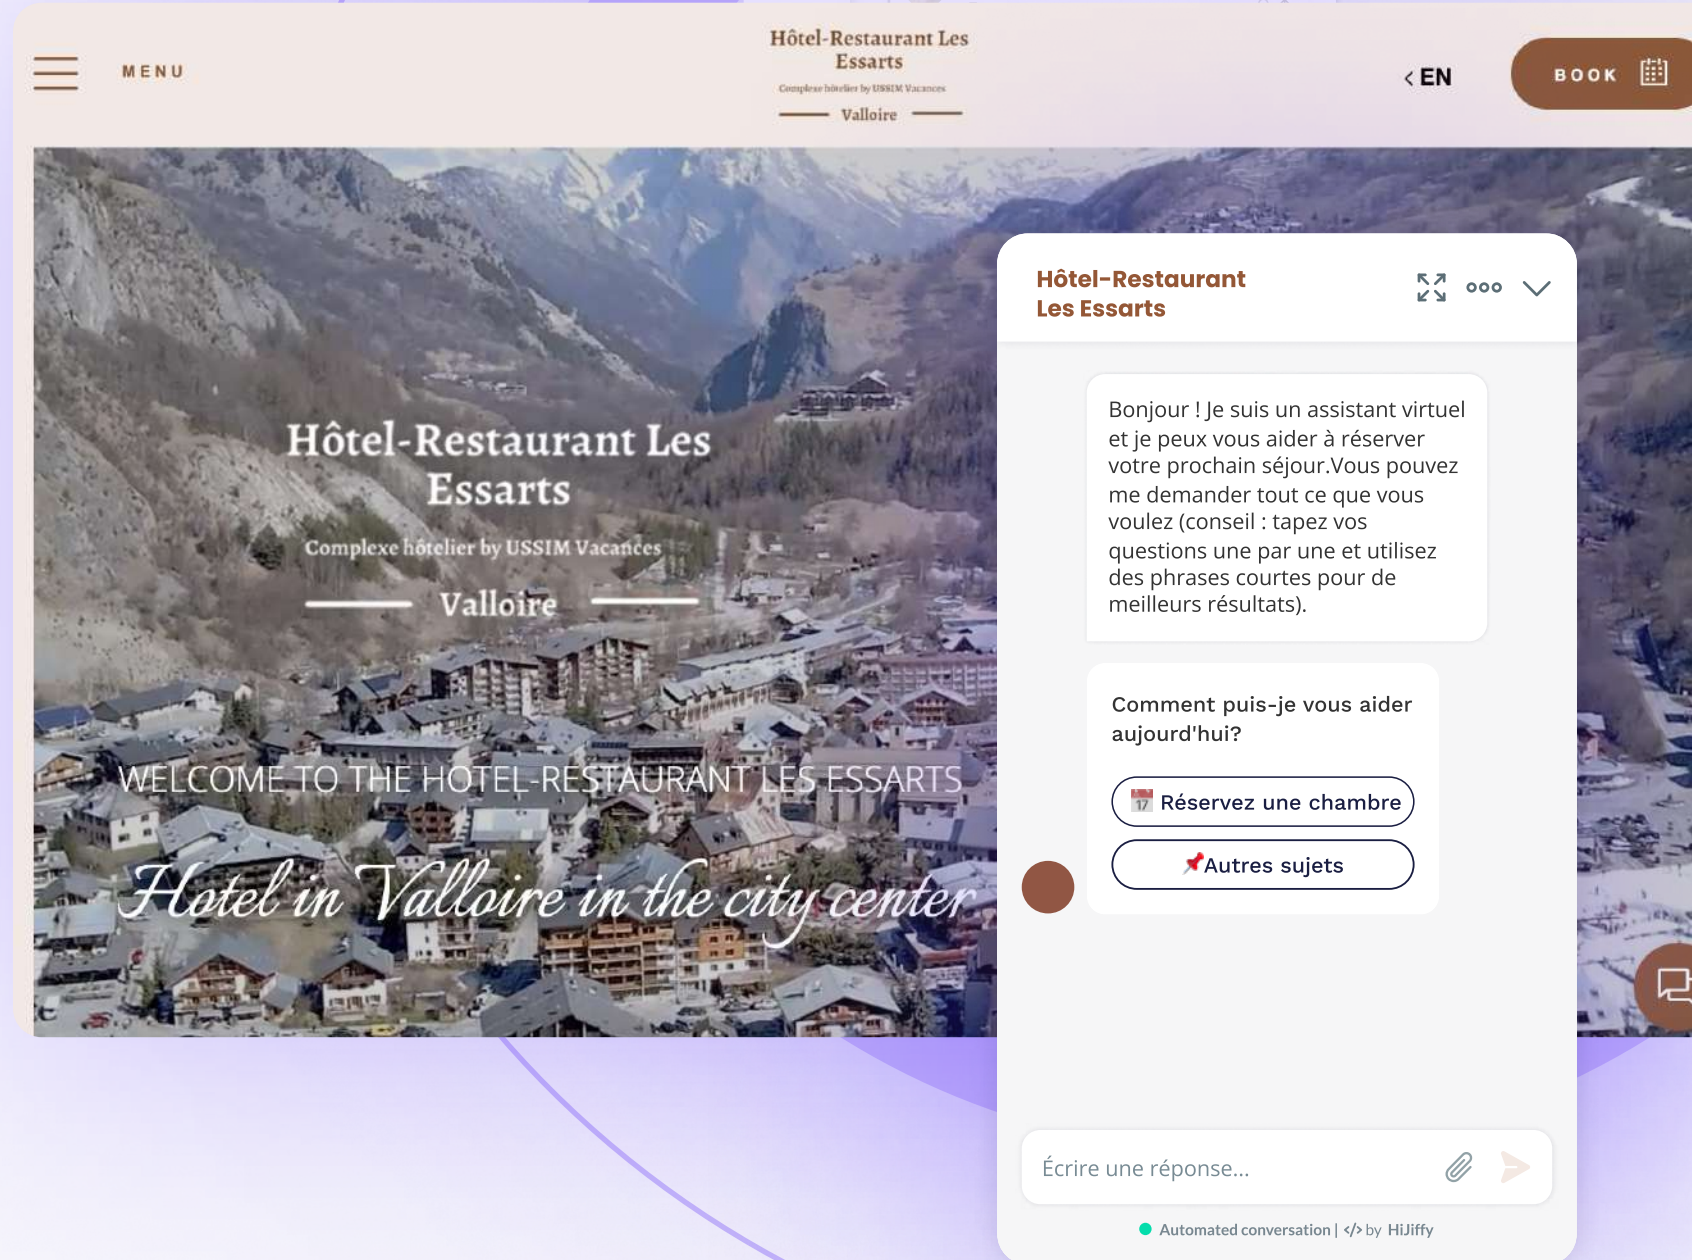 MENU
Hôtel-Restaurant Les
Essarts
Complexe hôtelier by USSIM Vacances
Valloire
< EN
BOOK
Hôtel-Restaurant Les
Essarts
Complexe hôtelier by USSIM Vacances
Valloire
WELCOME TO THE HOTEL-RESTAURANT LES ESSARTS
Hotel in Valloire in the city center
Hôtel-Restaurant
Les Essarts
Bonjour ! Je suis un assistant virtuel
et je peux vous aider à réserver
votre prochain séjour.Vous pouvez
me demander tout ce que vous
voulez (conseil : tapez vos
questions une par une et utilisez
des phrases courtes pour de
meilleurs résultats).
Comment puis-je vous aider
aujourd'hui?
📅 Réservez une chambre
📌Autres sujets
Écrire une réponse...
Automated conversation | </> by HiJiffy